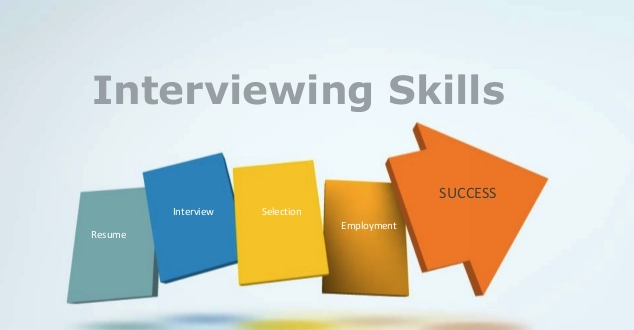 Interviewing Skills
Resume
Interview
Selection
Employment
SUCCESS